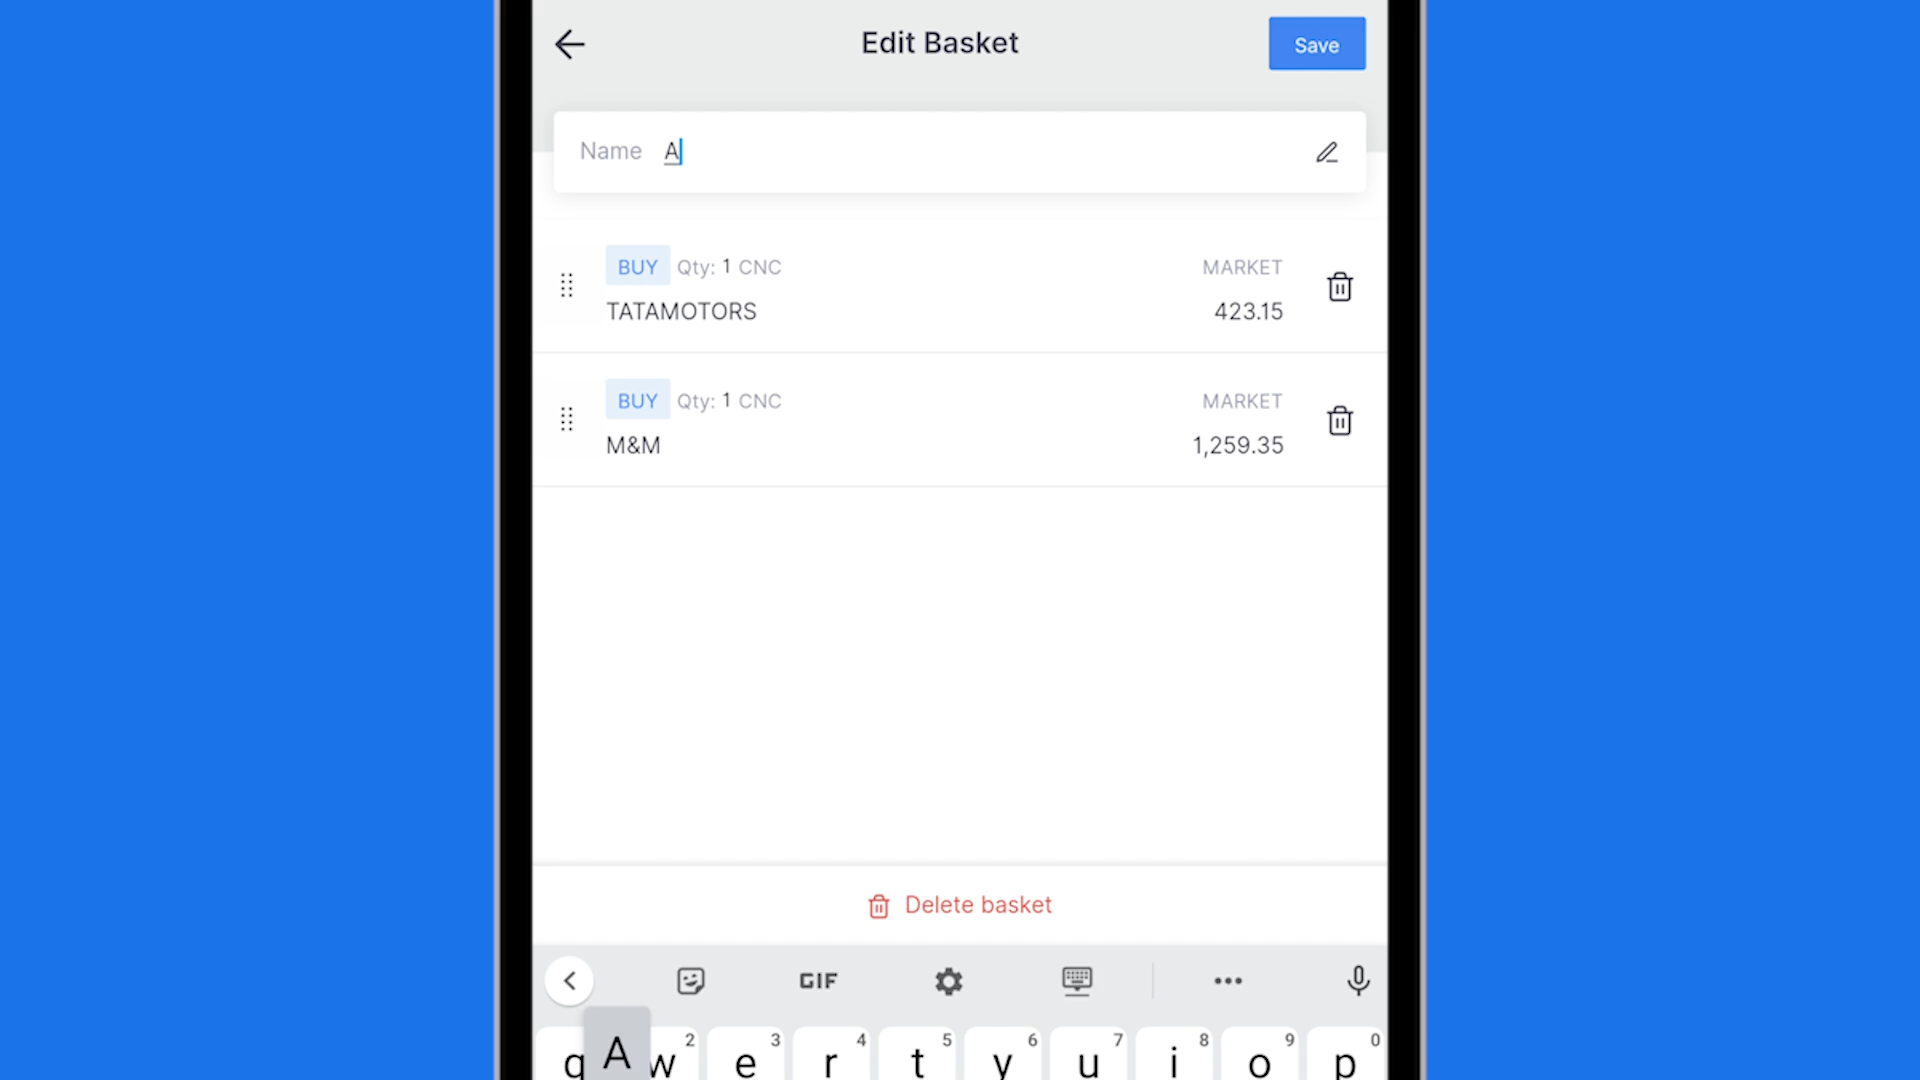 Edit Basket
Save
Name A
BUY Qty: 1 CNC MARKET
TATAMOTORS 423.15
BUY Qty: 1 CNC MARKET
M&M 1,259.35
Delete basket
GIF
2 3 4 5 6 7 8 9 0
q A w e r t y u i o p